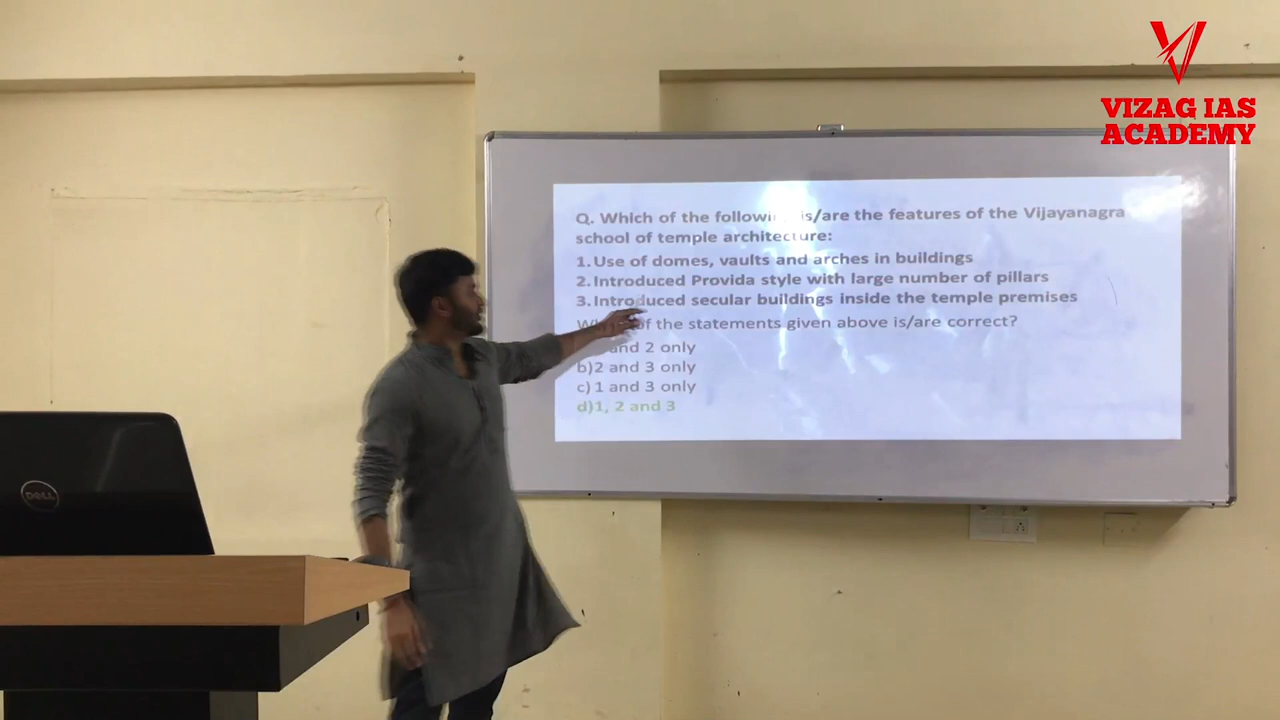 VIZAG IAS
ACADEMY
Q. Which of the following is/are the features of the Vijayanagra
school of temple architecture:
1. Use of domes, vaults and arches in buildings
2. Introduced Provida style with large number of pillars
3. Introduced secular buildings inside the temple premises
of the statements given above is/are correct?
and 2 only
b)2 and 3 only
c) 1 and 3 only
d)1, 2 and 3
DELL